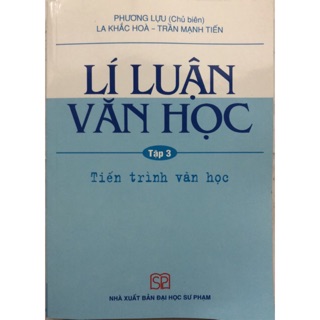 PHƯƠNG LỰU (Chủ biên)
LA KHẮC HOÀ - TRẦN MẠNH TIẾN
LÍ LUẬN
VĂN HỌC
Tập 3
Tiến trình văn học
SP
NHÀ XUẤT BẢN ĐẠI HỌC SƯ PHẠM